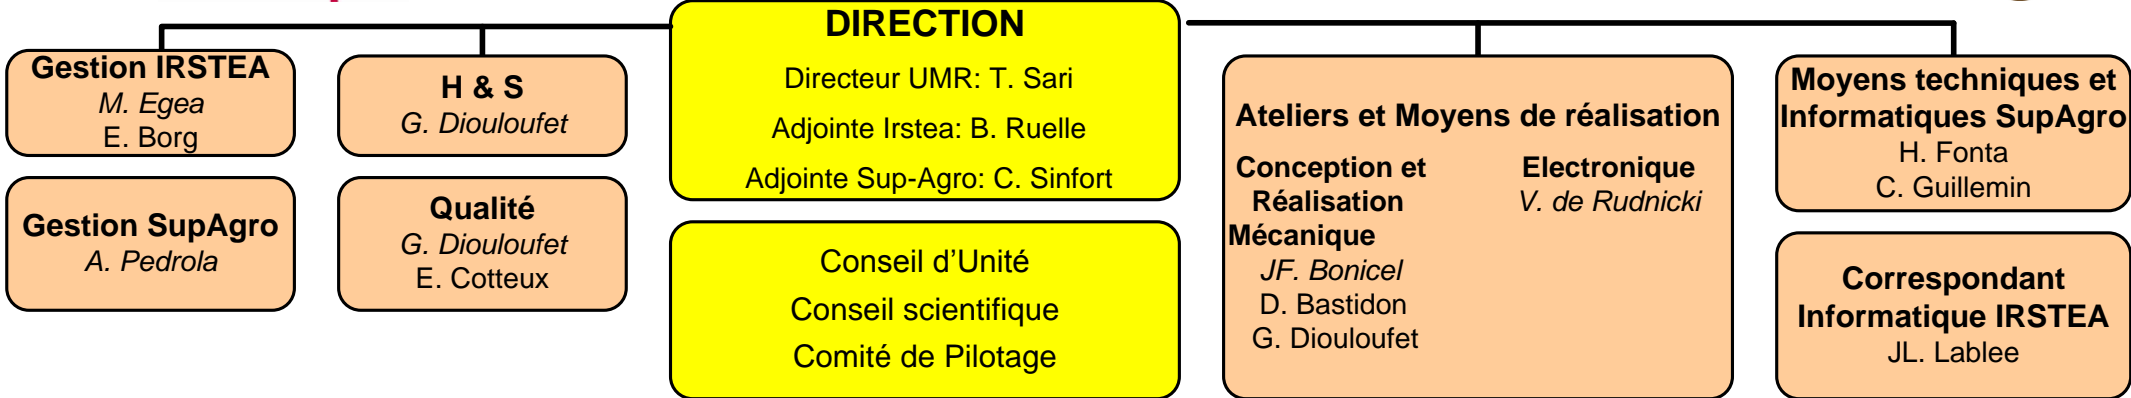 Gestion IRSTEA
M. Egea
E. Borg
Gestion SupAgro
A. Pedrola
H & S
G. Diouloufet
Qualité
G. Diouloufet
E. Cotteux
DIRECTION
Directeur UMR: T. Sari
Adjointe Irstea: B. Ruelle
Adjointe Sup-Agro: C. Sinfort
Conseil d’Unité
Conseil scientifique
Comité de Pilotage
Ateliers et Moyens de réalisation
Conception et
Réalisation
Mécanique
JF. Bonicel
D. Bastidon
G. Diouloufet
Electronique
V. de Rudnicki
Moyens techniques et
Informatiques SupAgro
H. Fonta
C. Guillemin
Correspondant
Informatique IRSTEA
JL. Lablee